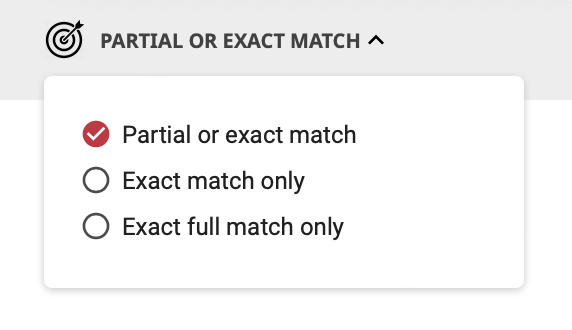 PARTIAL OR EXACT MATCH
Partial or exact match
Exact match only
Exact full match only